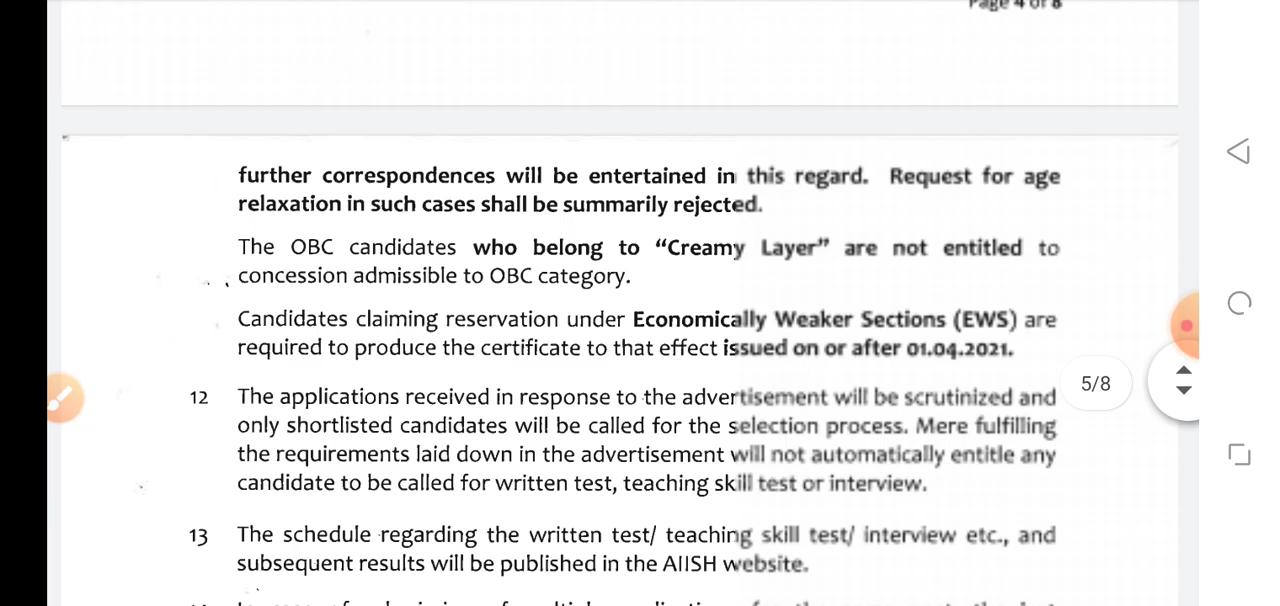 Page 4 of 8
further correspondences will be entertained in this regard. Request for age
relaxation in such cases shall be summarily rejected.
The OBC candidates who belong to “Creamy Layer” are not entitled to
concession admissible to OBC category.
Candidates claiming reservation under Economically Weaker Sections (EWS) are
required to produce the certificate to that effect issued on or after 01.04.2021.
5/8
12 The applications received in response to the advertisement will be scrutinized and
only shortlisted candidates will be called for the selection process. Mere fulfilling
the requirements laid down in the advertisement will not automatically entitle any
candidate to be called for written test, teaching skill test or interview.
13 The schedule regarding the written test/ teaching skill test/ interview etc., and
subsequent results will be published in the AIISH website.